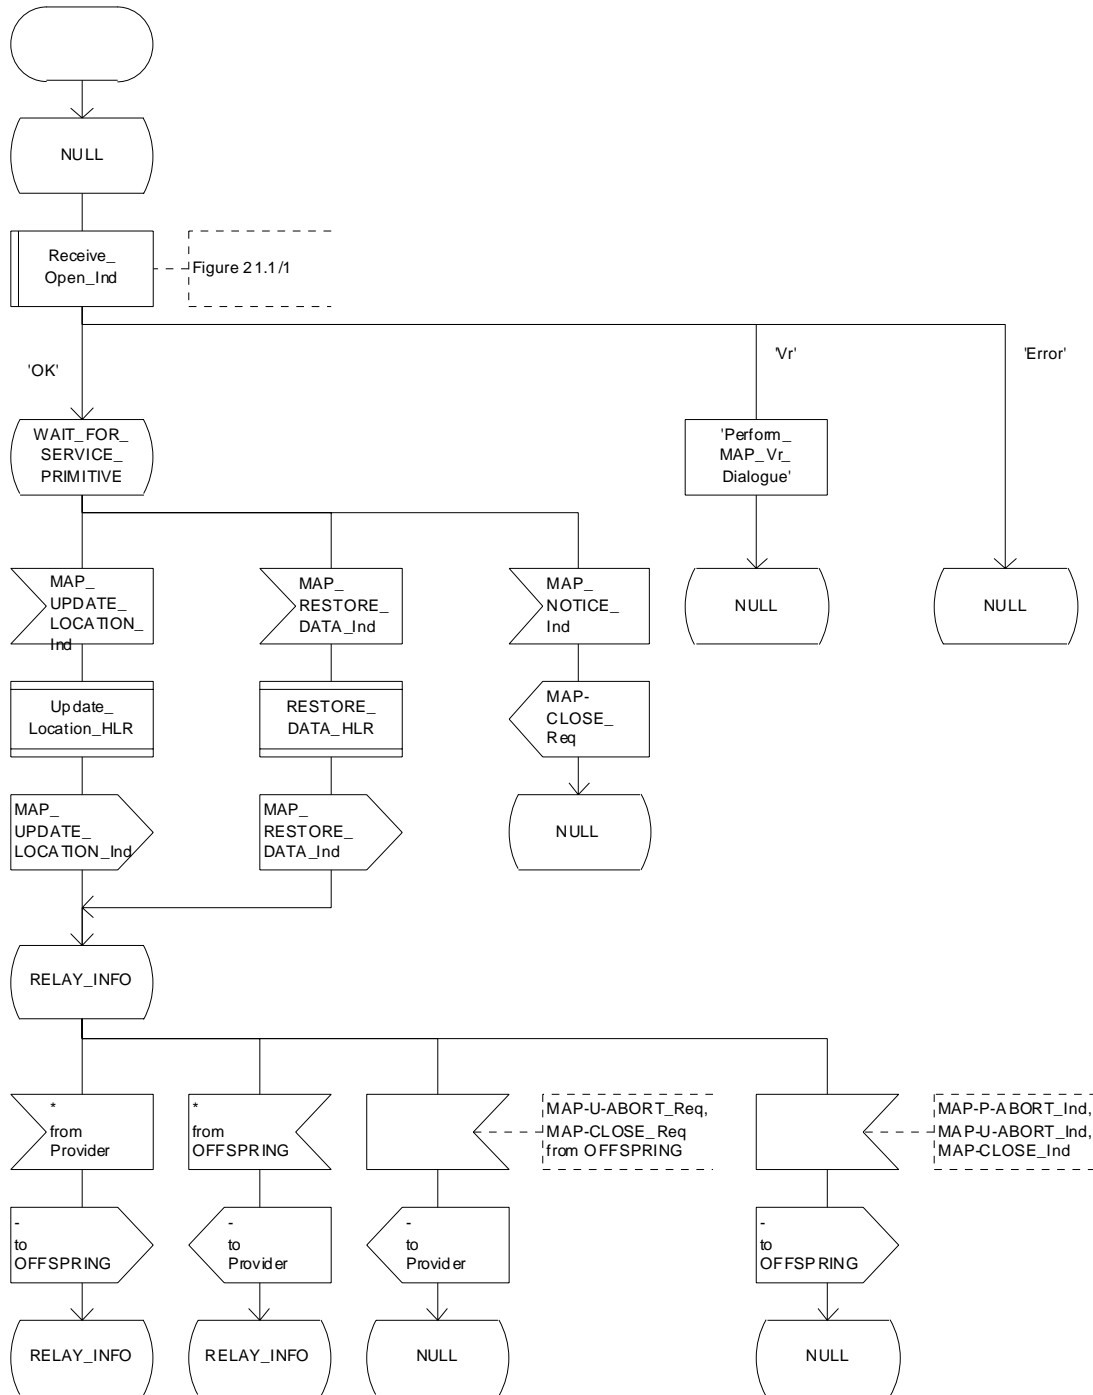 NULL
Receive_
Open_Ind
Figure 21.1/1
'OK'
'Vr'
'Error'
WAIT_FOR_
SERVICE_
PRIMITIVE
'Perform_
MAP_Vr_
Dialogue'
MAP_
UPDATE_
LOCATION_
Ind
MAP_
RESTORE_
DATA_Ind
MAP_
NOTICE_
Ind
NULL
NULL
Update_
Location_HLR
RESTORE_
DATA_HLR
MAP-
CLOSE_
Req
MAP_
UPDATE_
LOCATION_Ind
MAP_
RESTORE_
DATA_Ind
NULL
RELAY_INFO
*
from
Provider
*
from
OFFSPRING
MAP-U-ABORT_Req,
MAP-CLOSE_Req
from OFFSPRING
MAP-P-ABORT_Ind,
MAP-U-ABORT_Ind,
MAP-CLOSE_Ind
-
to
OFFSPRING
-
to
Provider
-
to
Provider
-
to
OFFSPRING
RELAY_INFO
RELAY_INFO
NULL
NULL